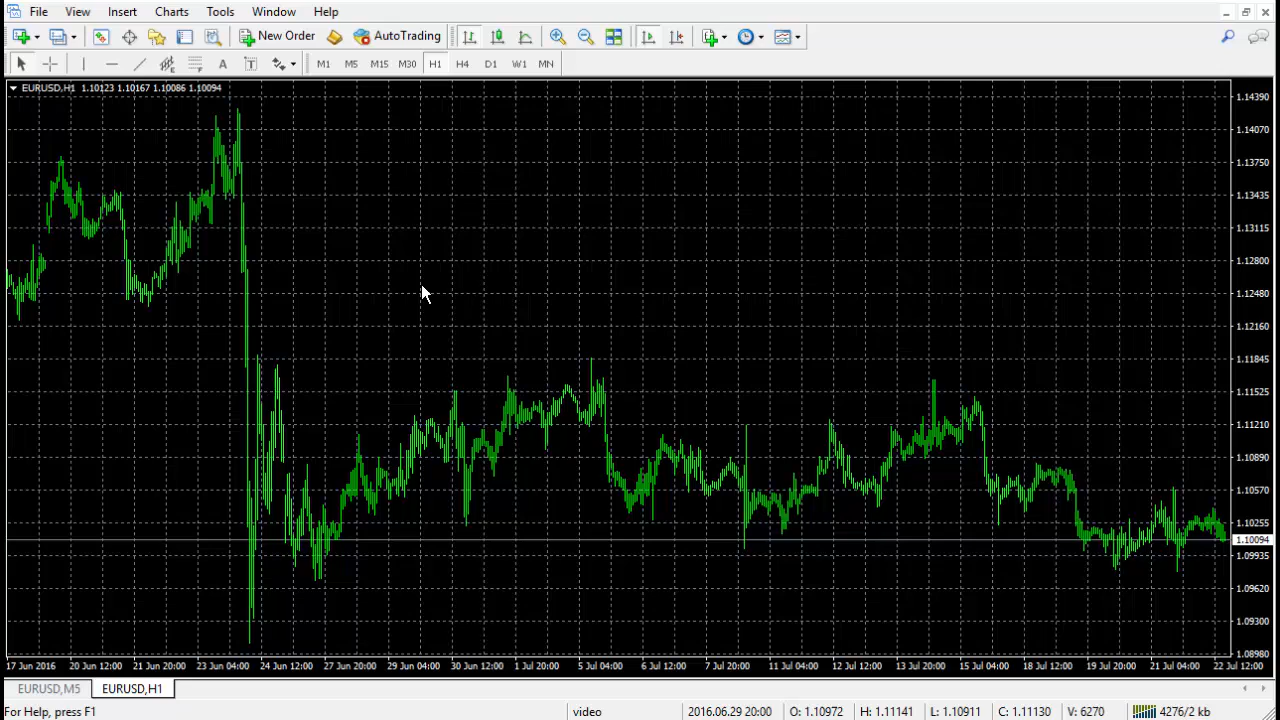 File View Insert Charts Tools Window Help
New Order AutoTrading
A T M1 M5 M15 M30 H1 H4 D1 W1 MN
EURUSD,H1 1.10123 1.10167 1.10086 1.10094
1.14390
1.14070
1.13750
1.13435
1.13115
1.12800
1.12480
1.12160
1.11845
1.11525
1.11210
1.10890
1.10570
1.10255
1.10094
1.09935
1.09620
1.09300
1.08980
17 Jun 2016 20 Jun 12:00 21 Jun 20:00 23 Jun 04:00 24 Jun 12:00 27 Jun 20:00 29 Jun 04:00 30 Jun 12:00 1 Jul 20:00 5 Jul 04:00 6 Jul 12:00 7 Jul 20:00 11 Jul 04:00 12 Jul 12:00 13 Jul 20:00 15 Jul 04:00 18 Jul 12:00 19 Jul 20:00 21 Jul 04:00 22 Jul 12:00
EURUSD,M5 EURUSD,H1
For Help, press F1 video 2016.06.29 20:00 O: 1.10972 H: 1.11141 L: 1.10911 C: 1.11130 V: 6270 4276/2 kb